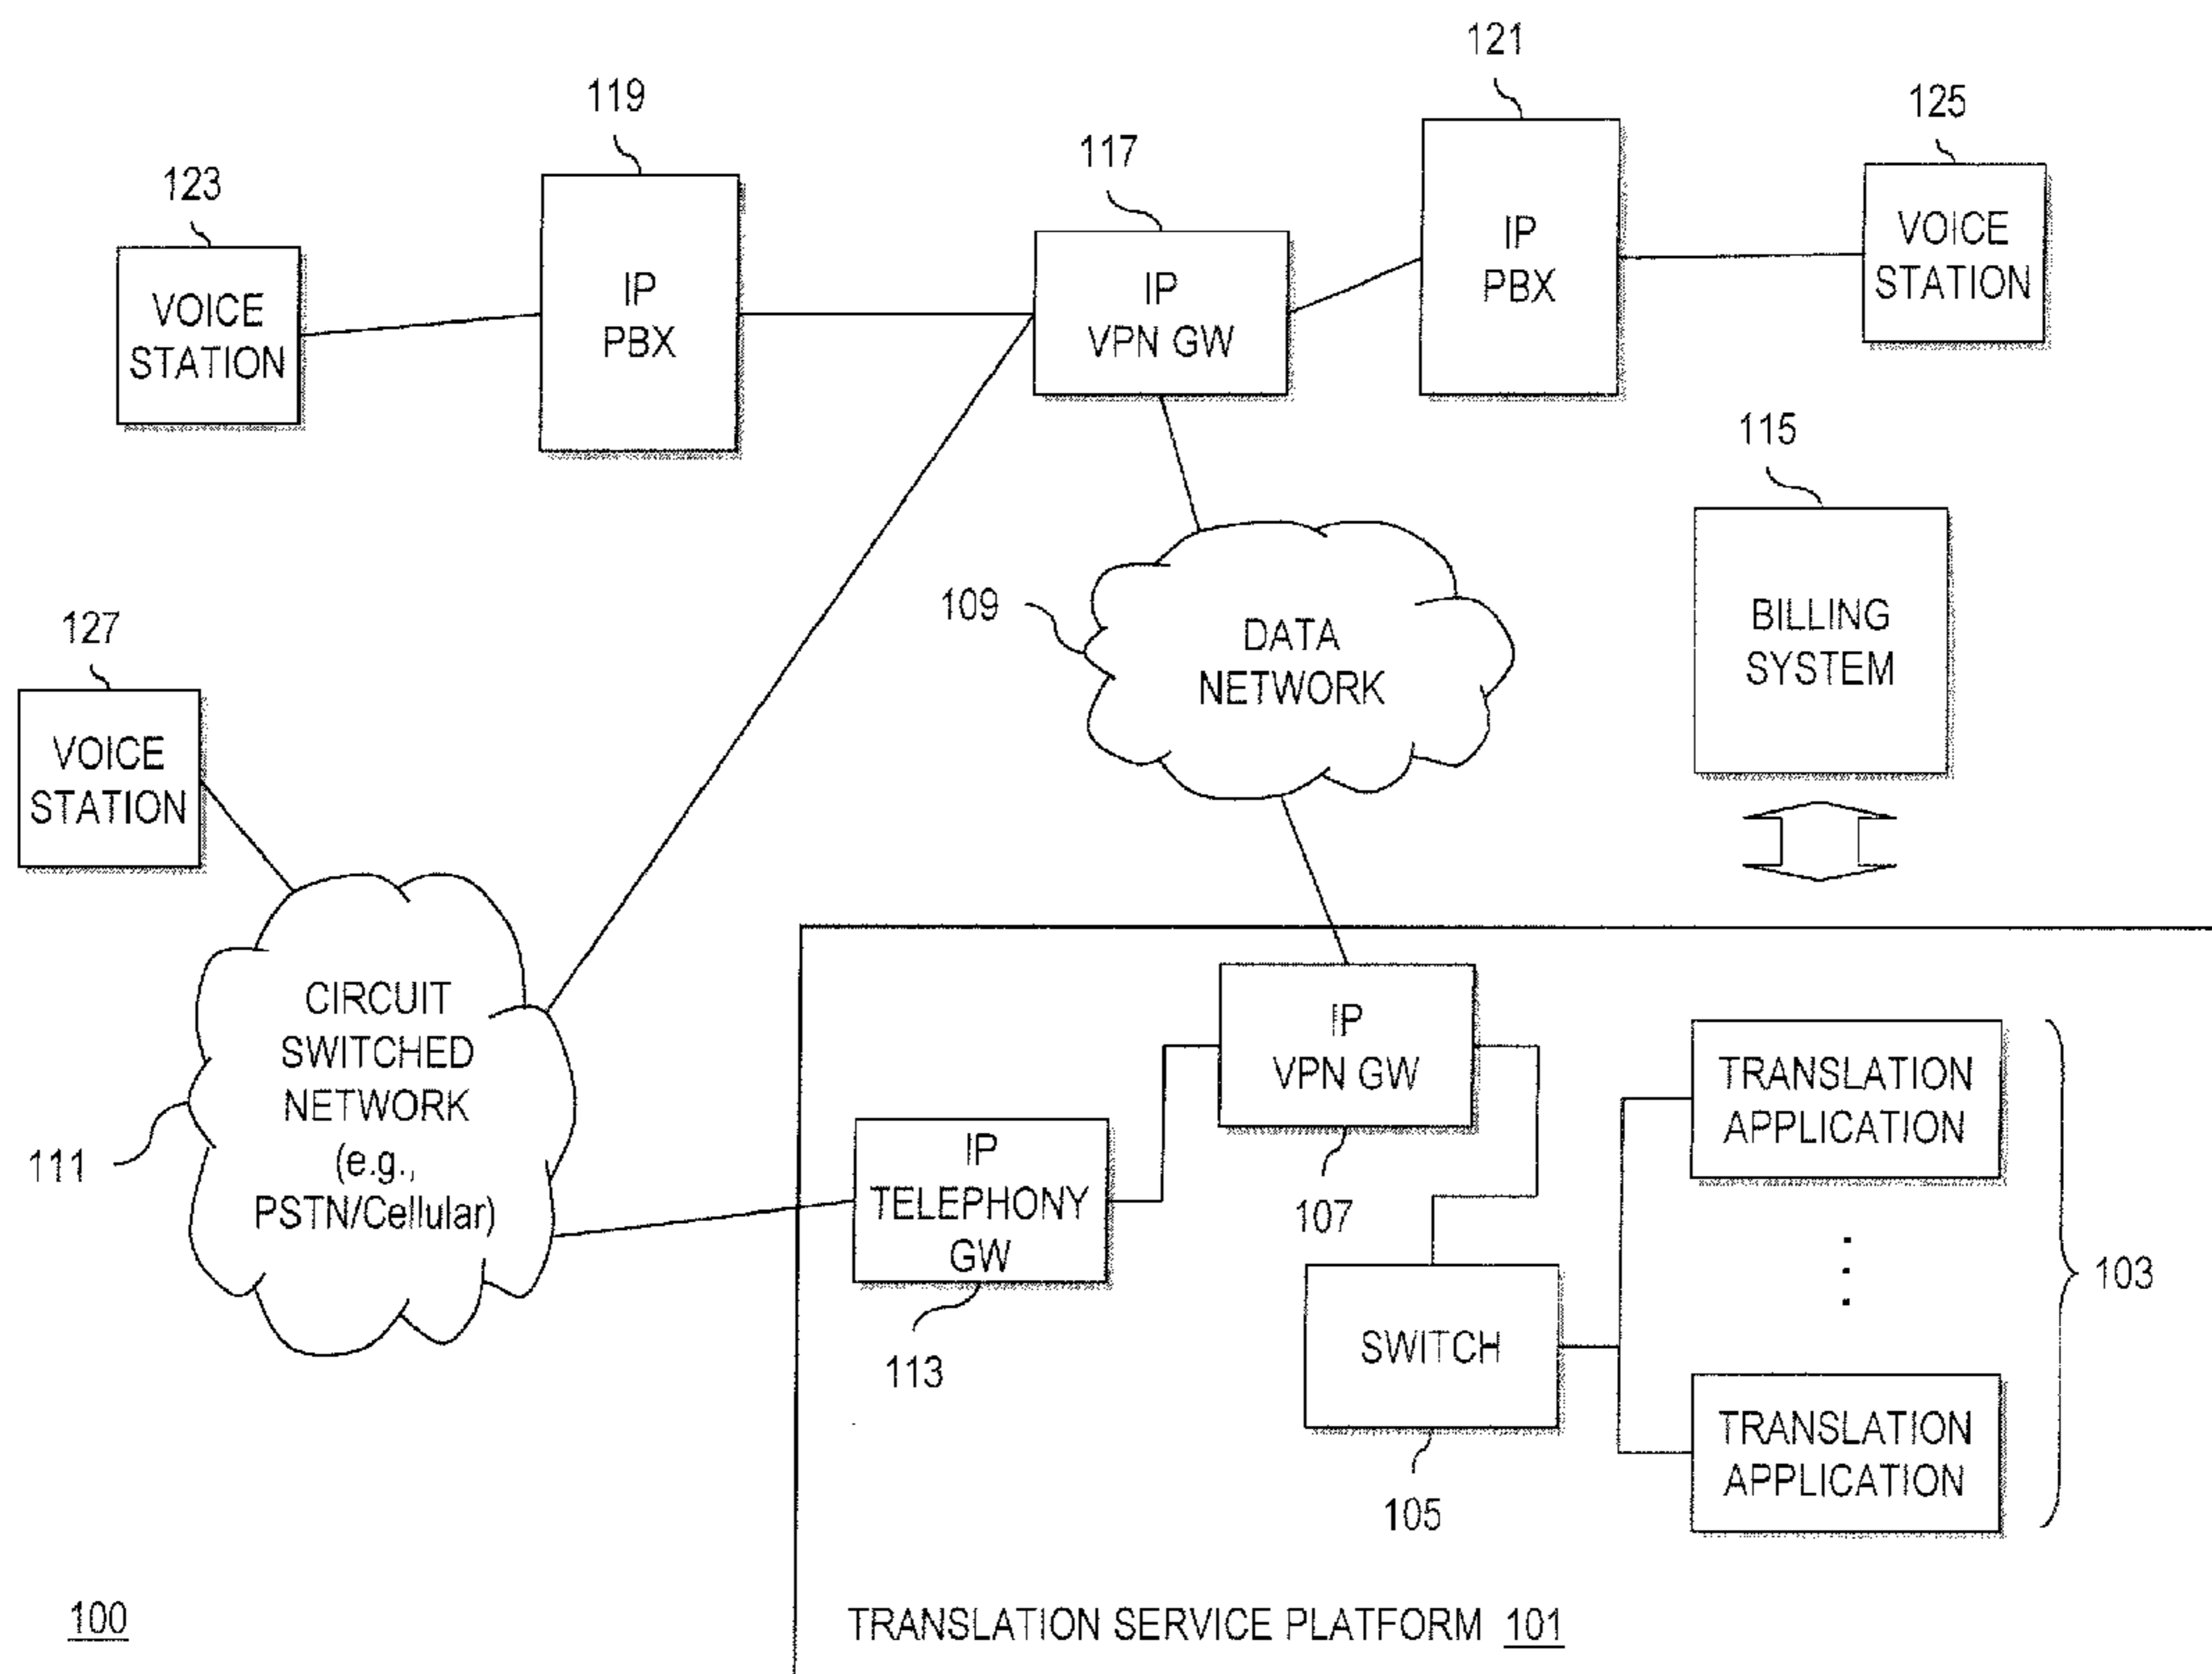 121
119
125
117
123
IP
PBX
VOICE
STATION
IP
PBX
IP
VPN GW
VOICE
STATION
115
109
DATA
NETWORK
BILLING
SYSTEM
127
VOICE
STATION
CIRCUIT
SWITCHED
NETWORK
(e.g.,
PSTN/Cellular)
111
IP
VPN GW
107
IP
TELEPHONY
GW
113
TRANSLATION
APPLICATION
103
SWITCH
105
TRANSLATION
APPLICATION
100
TRANSLATION SERVICE PLATFORM 101